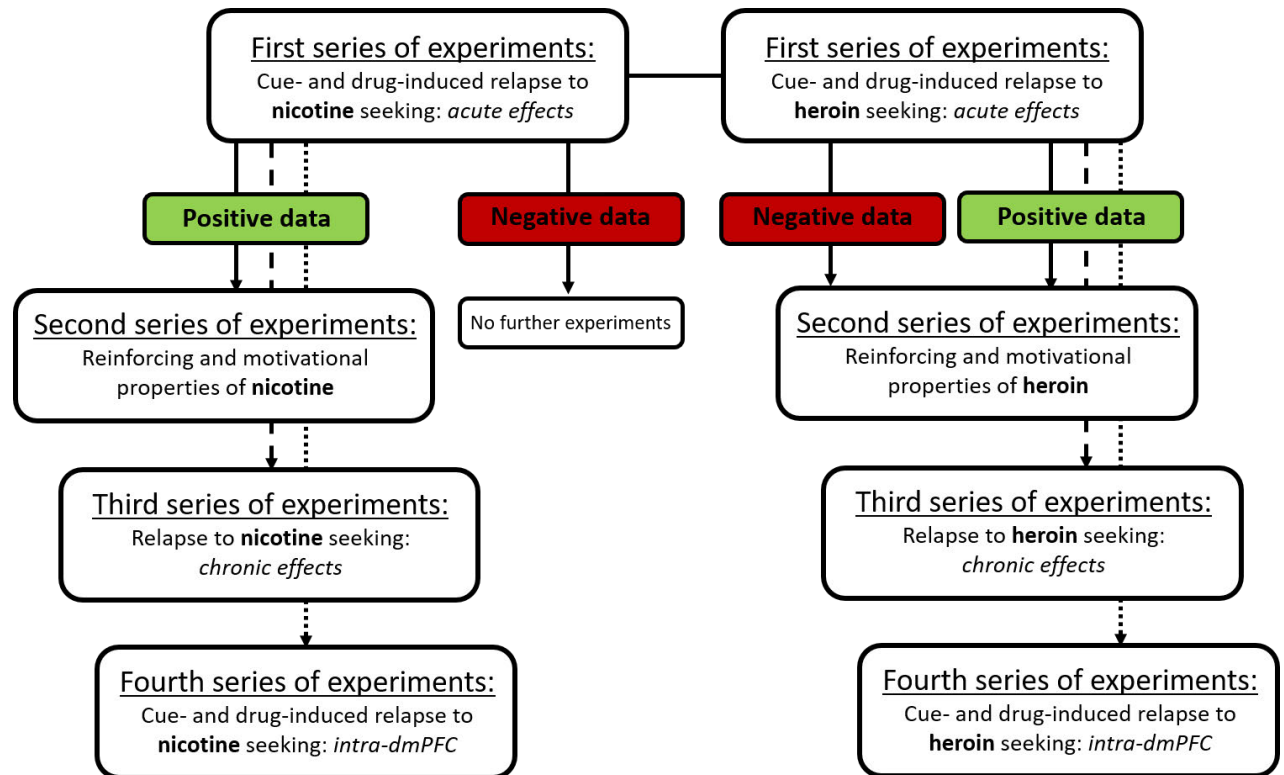 First series of experiments:
Cue- and drug-induced relapse to
nicotine seeking: acute effects
First series of experiments:
Cue- and drug-induced relapse to
heroin seeking: acute effects
Positive data
Negative data
Negative data
Positive data
Second series of experiments:
Reinforcing and motivational
properties of nicotine
No further experiments
Second series of experiments:
Reinforcing and motivational
properties of heroin
Third series of experiments:
Relapse to nicotine seeking:
chronic effects
Third series of experiments:
Relapse to heroin seeking:
chronic effects
Fourth series of experiments:
Cue- and drug-induced relapse to
nicotine seeking: intra-dmPFC
Fourth series of experiments:
Cue- and drug-induced relapse to
heroin seeking: intra-dmPFC